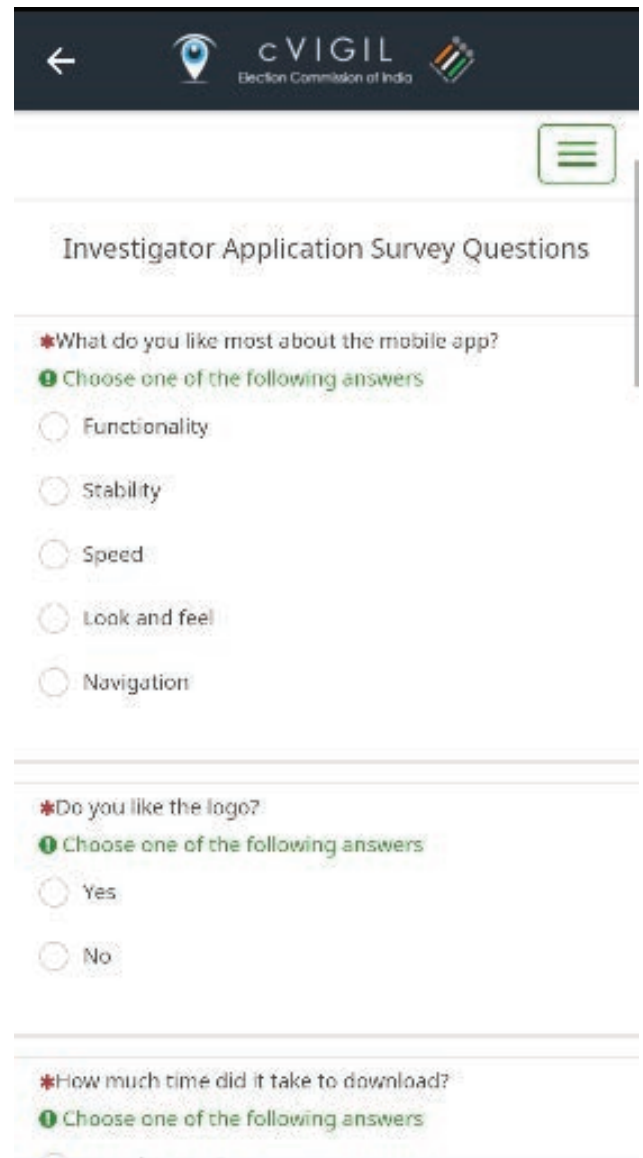 cVIGIL
Election Commission of India
Investigator Application Survey Questions
*What do you like most about the mobile app?
Choose one of the following answers
Functionality
Stability
Speed
Look and feel
Navigation
*Do you like the logo?
Choose one of the following answers
Yes
No
*How much time did it take to download?
Choose one of the following answers